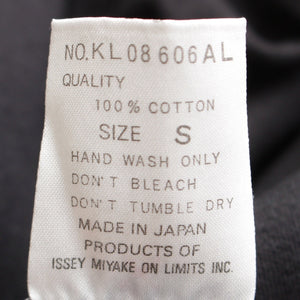 NO.KL08606AL
QUALITY
100% COTTON
SIZE S
HAND WASH ONLY
DON'T BLEACH
DON'T TUMBLE DRY
MADE IN JAPAN
PRODUCTS OF
ISSEY MIYAKE ON LIMITS INC.